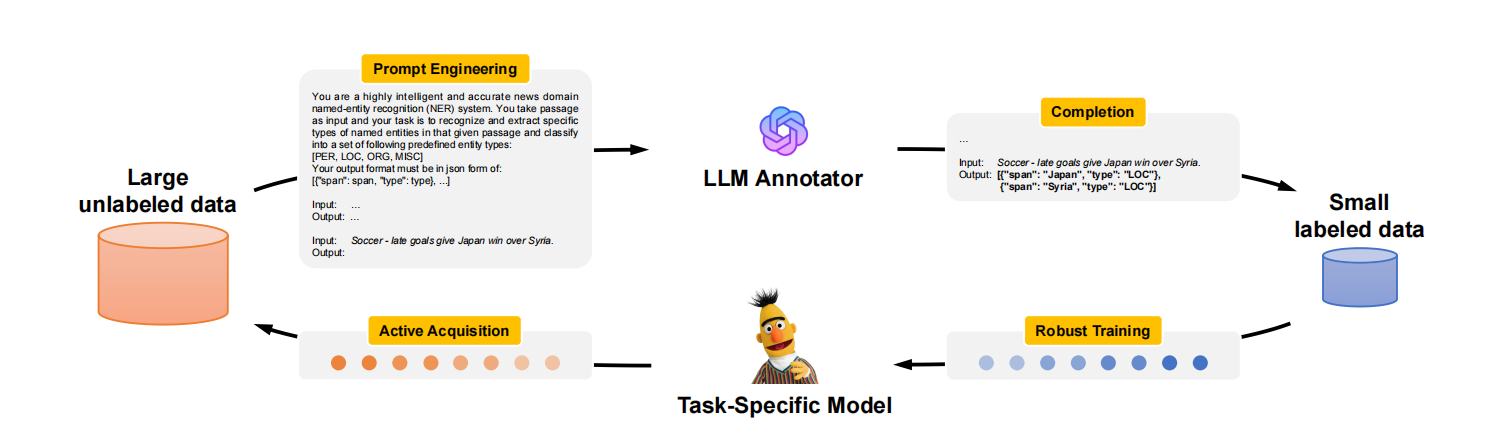 Prompt Engineering
You are a highly intelligent and accurate news domain
named-entity recognition (NER) system. You take passage
as input and your task is to recognize and extract specific
types of named entities in that given passage and classify
into a set of following predefined entity types:
[PER, LOC, ORG, MISC]
Your output format must be in json form of:
[{"span": span, "type": type}, ...]
Input: ...
Output: ...
Input: Soccer - late goals give Japan win over Syria.
Output:
Large
unlabeled data
LLM Annotator
Completion
...
Input: Soccer - late goals give Japan win over Syria.
Output: [{"span": "Japan", "type": "LOC"},
{"span": "Syria", "type": "LOC"}]
Small
labeled data
Active Acquisition
Robust Training
Task-Specific Model